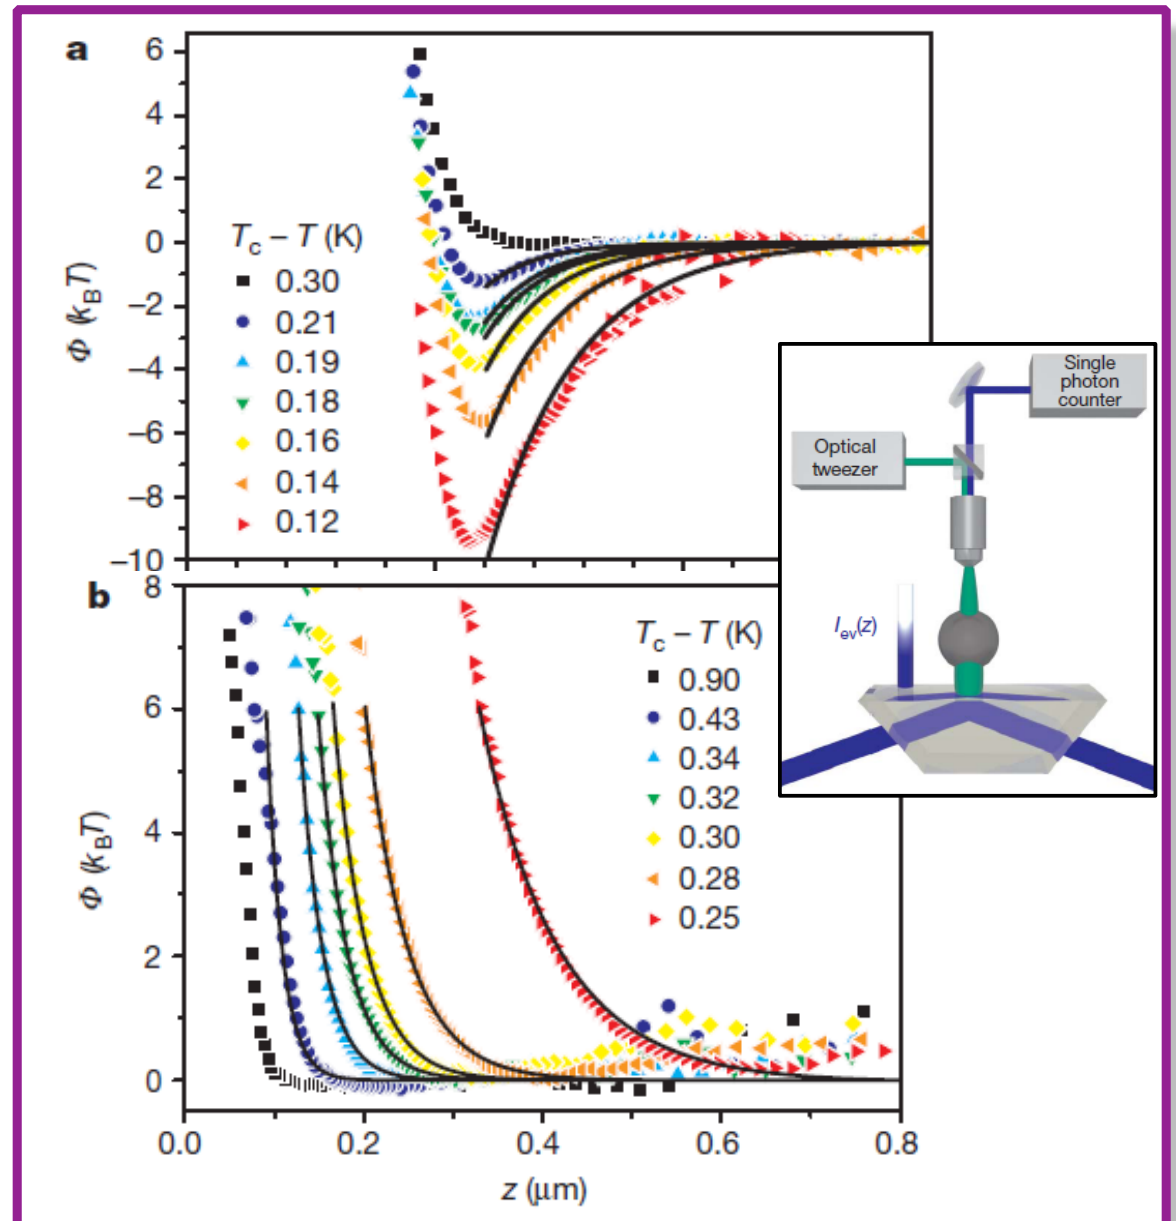 a
6
4
2
0
−2
−4
−6
−8
−10
Φ (kBT)
Tc − T (K)
0.30
0.21
0.19
0.18
0.16
0.14
0.12
Single
photon
counter
Optical
tweezer
Iev(z)
b
8
6
4
2
0
Φ (kBT)
Tc − T (K)
0.90
0.43
0.34
0.32
0.30
0.28
0.25
0.0 0.2 0.4 0.6 0.8
z (μm)